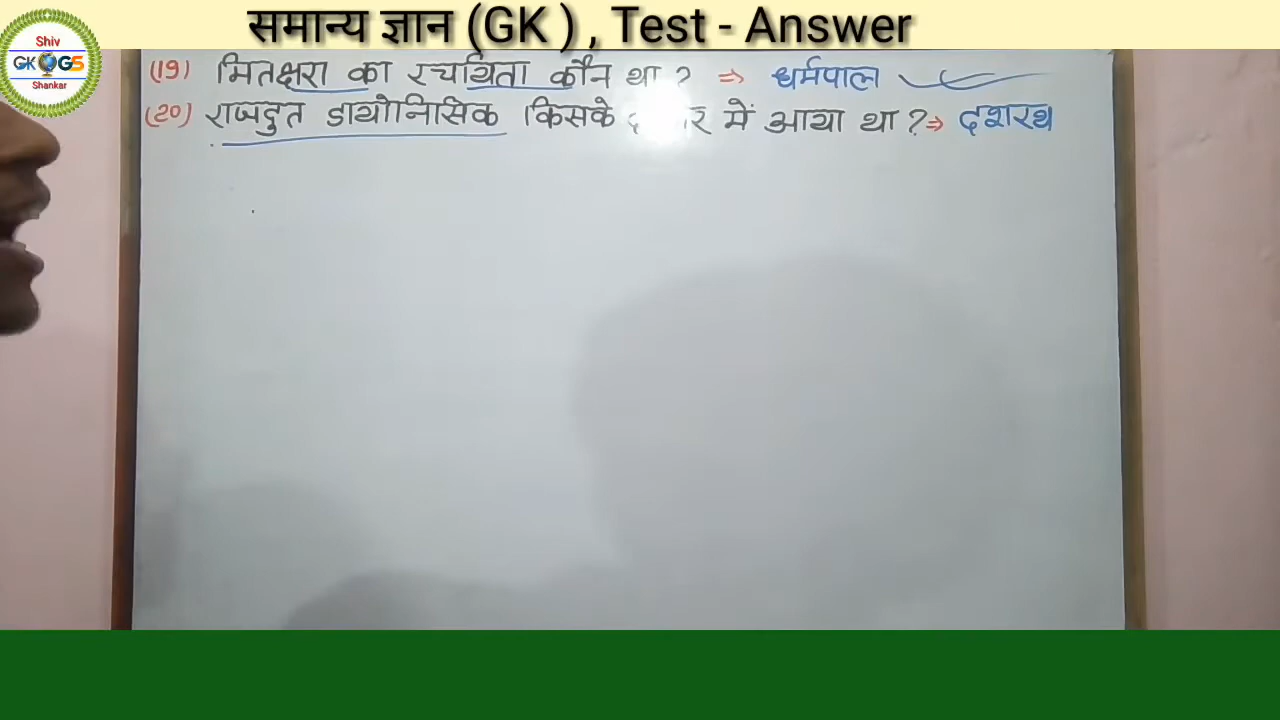 समान्य ज्ञान (GK ) , Test - Answer
Shiv
GK GS
Shankar
(19) मितक्षरा का रचयिता कौन था ? ⇒ धर्मपाल
(20) राजदुत डायोनिसिक किसके में आया था ? ⇒ दशरथ